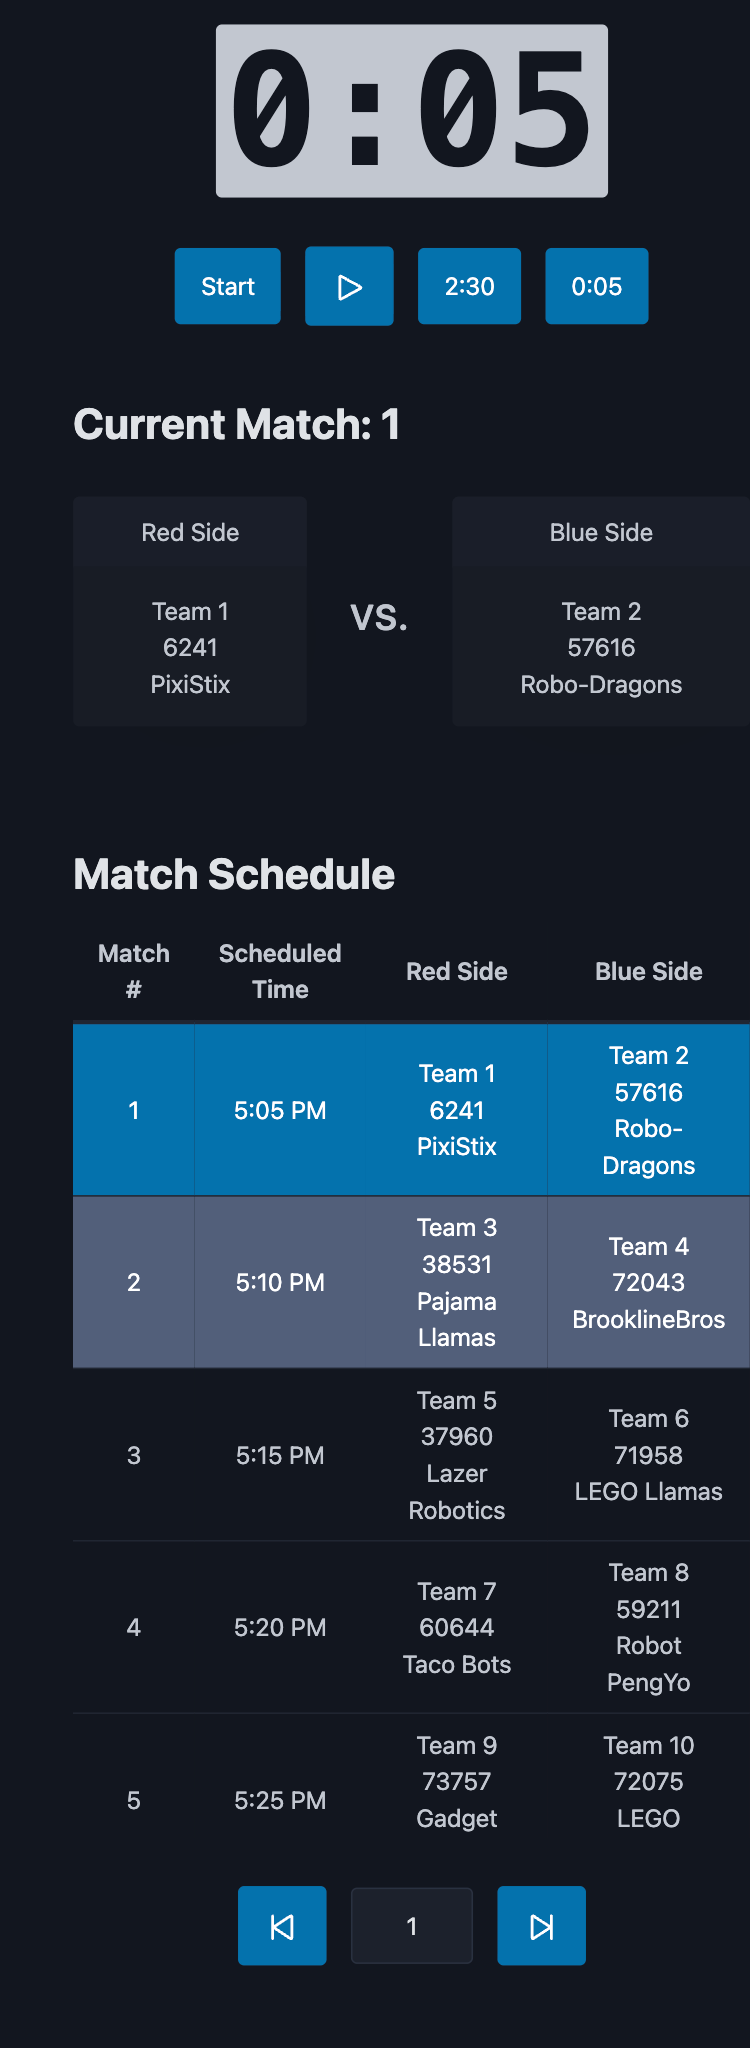 0:05
Start
2:30
0:05
Current Match: 1
Red Side
Team 1
6241
PixiStix
VS.
Blue Side
Team 2
57616
Robo-Dragons
Match Schedule
Match
#
Scheduled
Time
Red Side
Blue Side
1
5:05 PM
Team 1
6241
PixiStix
Team 2
57616
Robo-
Dragons
2
5:10 PM
Team 3
38531
Pajama
Llamas
Team 4
72043
BrooklineBros
3
5:15 PM
Team 5
37960
Lazer
Robotics
Team 6
71958
LEGO Llamas
4
5:20 PM
Team 7
60644
Taco Bots
Team 8
59211
Robot
PengYo
5
5:25 PM
Team 9
73757
Gadget
Team 10
72075
LEGO
1